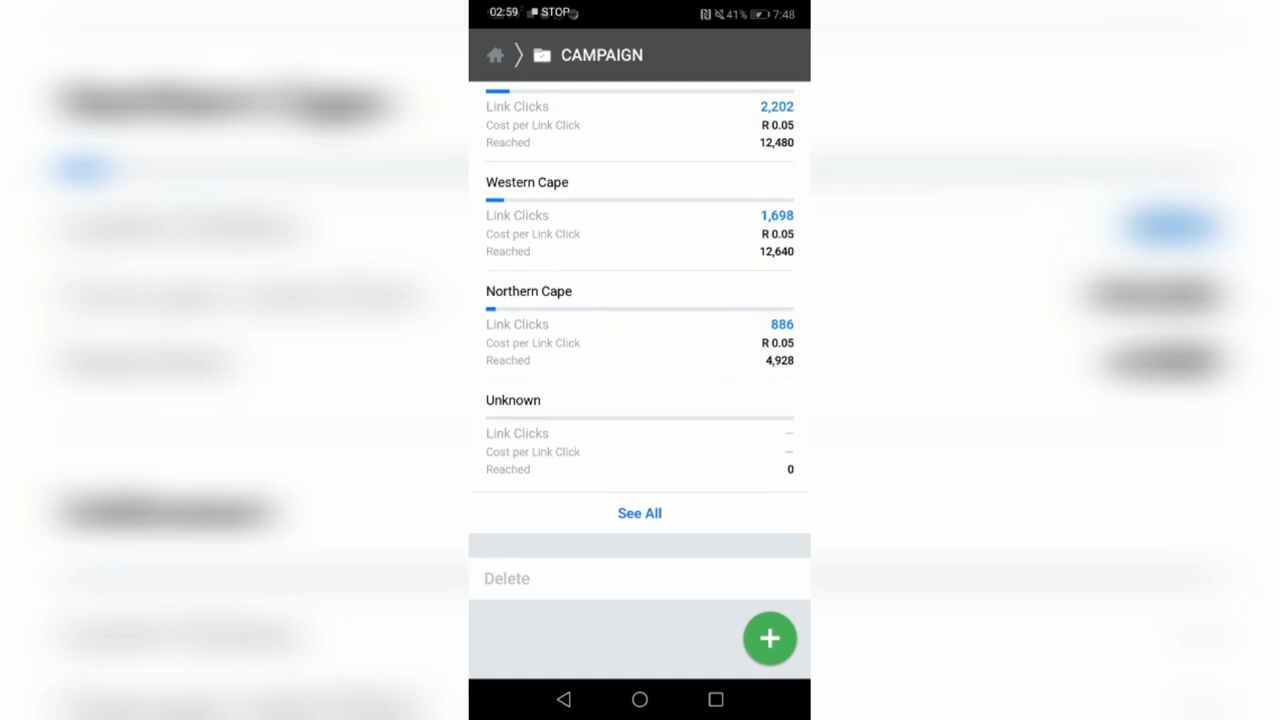 02:59 STOP 41% 7:48
CAMPAIGN
Link Clicks 2,202
Cost per Link Click R 0.05
Reached 12,480
Western Cape
Link Clicks 1,698
Cost per Link Click R 0.05
Reached 12,640
Northern Cape
Link Clicks 886
Cost per Link Click R 0.05
Reached 4,928
Unknown
Link Clicks –
Cost per Link Click –
Reached 0
See All
Delete